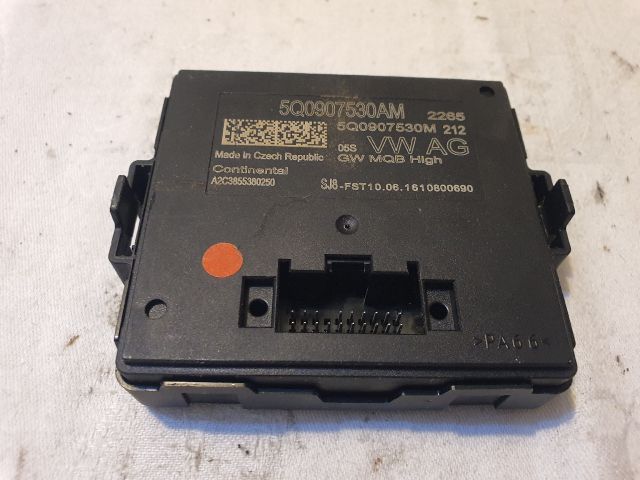 5Q0907530AM 2265
5Q0907530M 212
05S VW AG
Made in Czech Republic GW MQB High
Continental
A2C3855380250 SJ8-FST10.06.1610800690
>PA66<